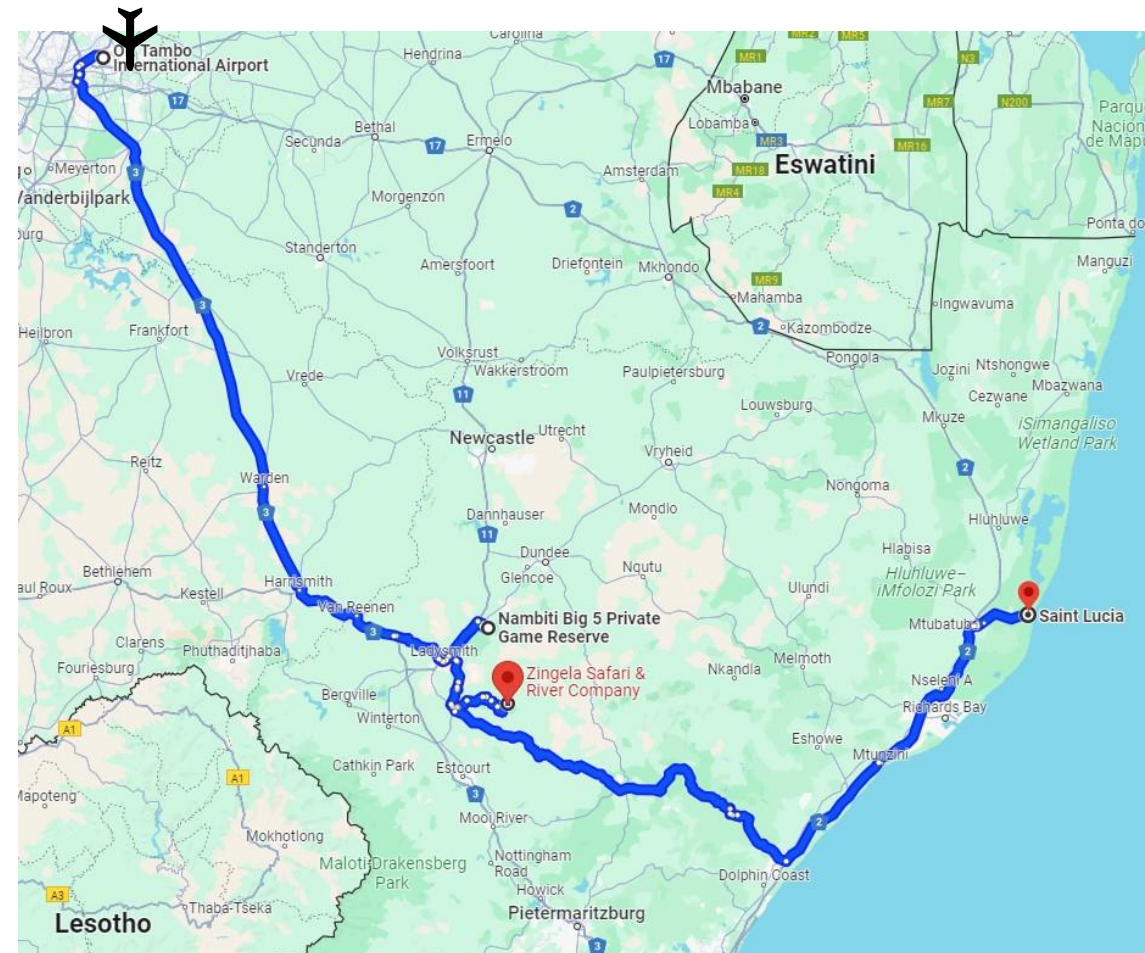 OR Tambo
International Airport
Carolina
MR2
MR5
Hendrina
17
MR1
N3
Mbabane
MR7
N200
Parqu
Nacion
de Map
17
Bethal
Lobamba
MR3
Secunda
17
Ermelo
MR16
Meyerton
3
Amsterdam
MR18
Eswatini
MR4
Vanderbijlpark
Morgenzon
2
Ponta do
Standerton
Amersfoort
Driefontein
Mkhondo
Manguzi
MR9
Mahamba
Ingwavuma
3
2
Kazombodze
Heilbron
Frankfort
Volksrust
Wakkerstroom
Paulpietersburg
Pongola
Jozini
Ntshongwe
Vrede
Mbazwana
11
Cezwane
Louwsburg
Mkuze
iSimangaliso
Wetland Park
Newcastle
Utrecht
Vryheid
Reitz
2
Warden
Nongoma
3
Dannhauser
Mondlo
Hluhluwe
11
Dundee
Hlabisa
Bethlehem
Glencoe
Nqutu
Hluhluwe–
iMfolozi Park
aul Roux
Kestell
Harrismith
Ulundi
Van Reenen
Nambiti Big 5 Private
Game Reserve
Saint Lucia
3
Mtubatuba
Clarens
Phuthaditjhaba
Ladysmith
2
Fouriesburg
Zingela Safari &
River Company
Nkandla
Melmoth
Bergville
Nseleni A
Winterton
Richards Bay
A1
Eshowe
Cathkin Park
Estcourt
Mtunzini
A1
3
Mapoteng
Mooi River
2
Mokhotlong
Maloti-Drakensberg
Park
Nottingham
Road
Dolphin Coast
A3
Howick
Thaba-Tseka
Pietermaritzburg
Lesotho
3